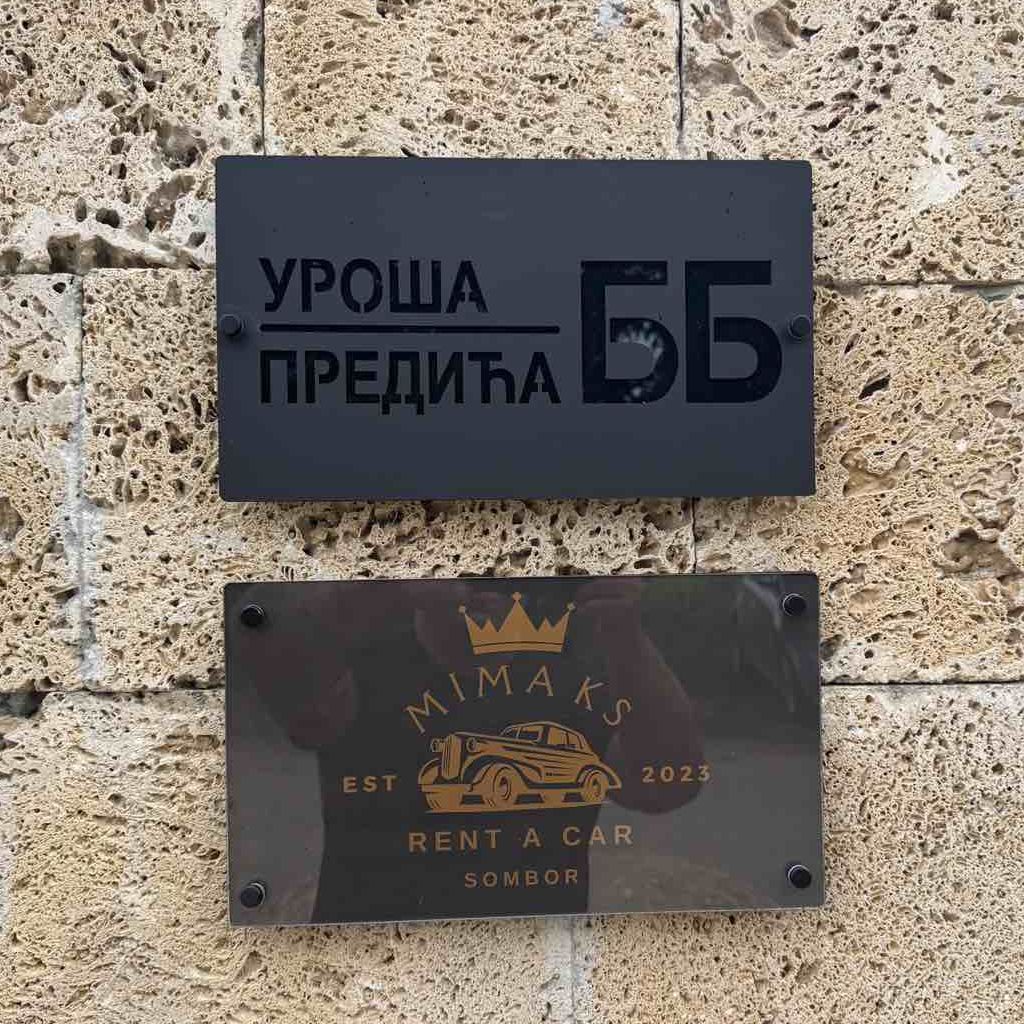 УРОША
ПРЕДИЋА ББ
MIMAKS
EST 2023
RENT A CAR
SOMBOR